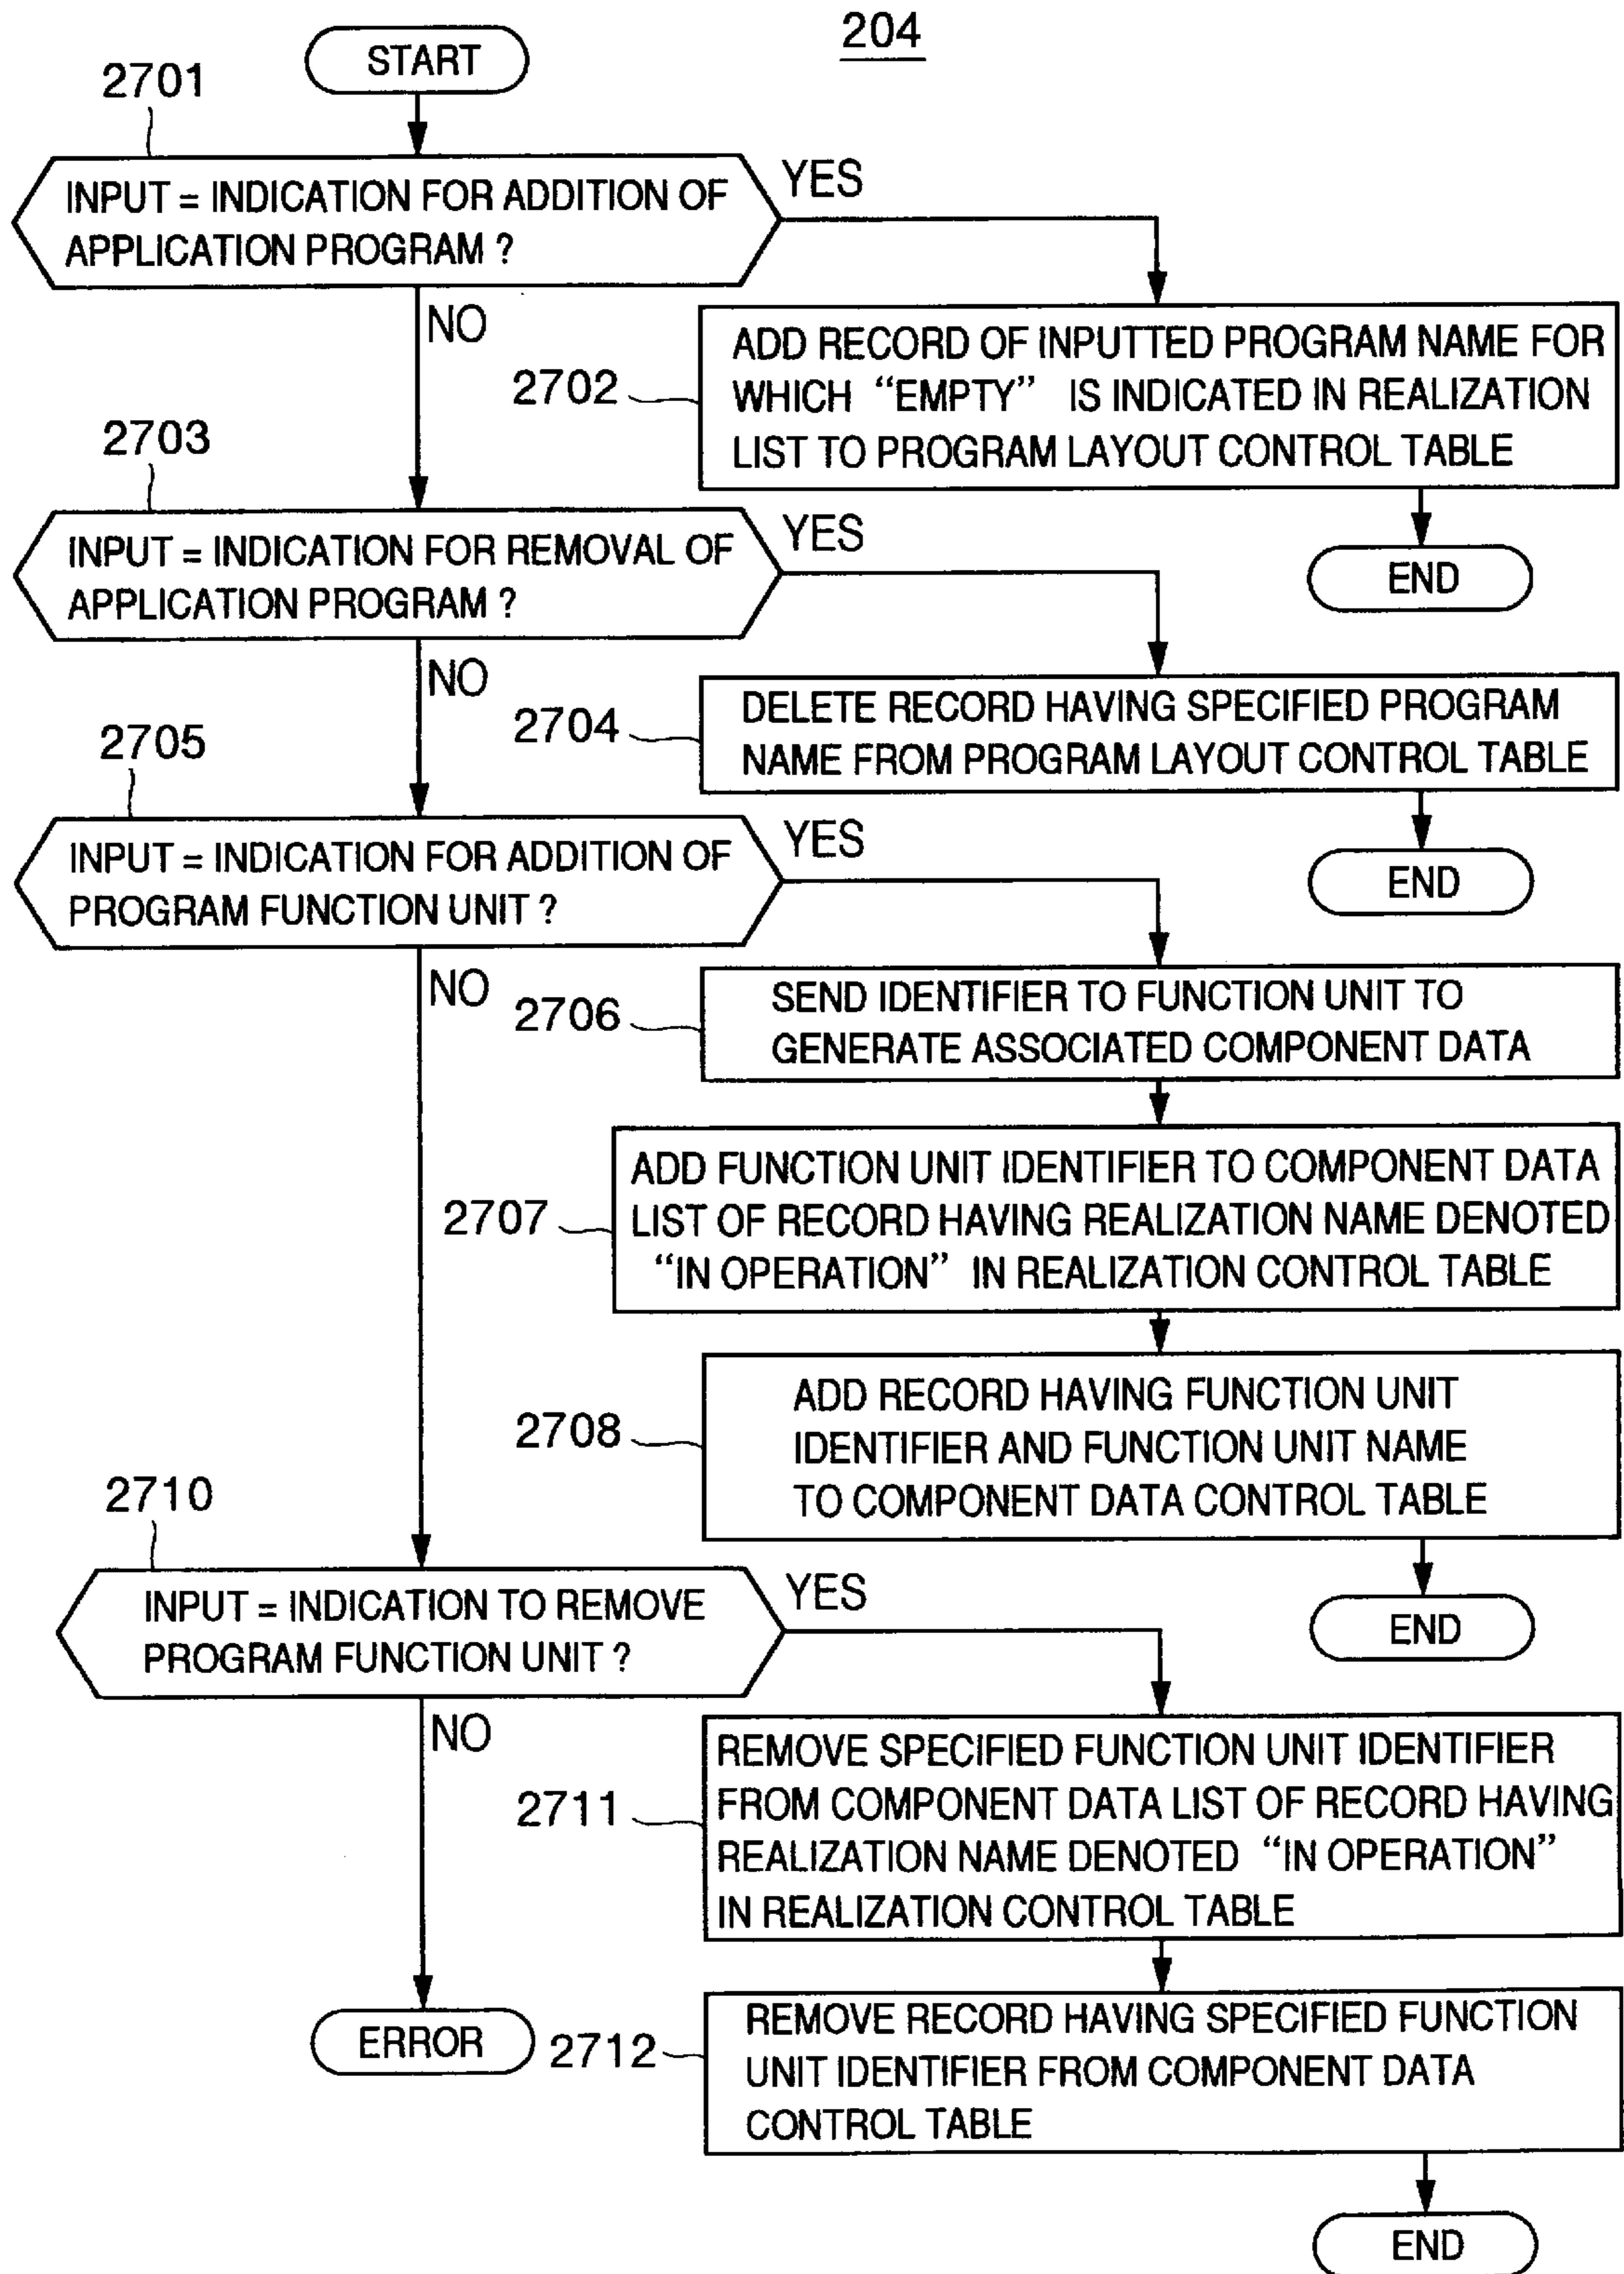 204
START
2701
INPUT = INDICATION FOR ADDITION OF
APPLICATION PROGRAM ?
YES
NO
2702
ADD RECORD OF INPUTTED PROGRAM NAME FOR
WHICH “EMPTY” IS INDICATED IN REALIZATION
LIST TO PROGRAM LAYOUT CONTROL TABLE
END
2703
INPUT = INDICATION FOR REMOVAL OF
APPLICATION PROGRAM ?
YES
NO
2704
DELETE RECORD HAVING SPECIFIED PROGRAM
NAME FROM PROGRAM LAYOUT CONTROL TABLE
END
2705
INPUT = INDICATION FOR ADDITION OF
PROGRAM FUNCTION UNIT ?
YES
NO
2706
SEND IDENTIFIER TO FUNCTION UNIT TO
GENERATE ASSOCIATED COMPONENT DATA
2707
ADD FUNCTION UNIT IDENTIFIER TO COMPONENT DATA
LIST OF RECORD HAVING REALIZATION NAME DENOTED
“IN OPERATION” IN REALIZATION CONTROL TABLE
2708
ADD RECORD HAVING FUNCTION UNIT
IDENTIFIER AND FUNCTION UNIT NAME
TO COMPONENT DATA CONTROL TABLE
END
2710
INPUT = INDICATION TO REMOVE
PROGRAM FUNCTION UNIT ?
YES
NO
2711
REMOVE SPECIFIED FUNCTION UNIT IDENTIFIER
FROM COMPONENT DATA LIST OF RECORD HAVING
REALIZATION NAME DENOTED “IN OPERATION”
IN REALIZATION CONTROL TABLE
ERROR
2712
REMOVE RECORD HAVING SPECIFIED FUNCTION
UNIT IDENTIFIER FROM COMPONENT DATA
CONTROL TABLE
END